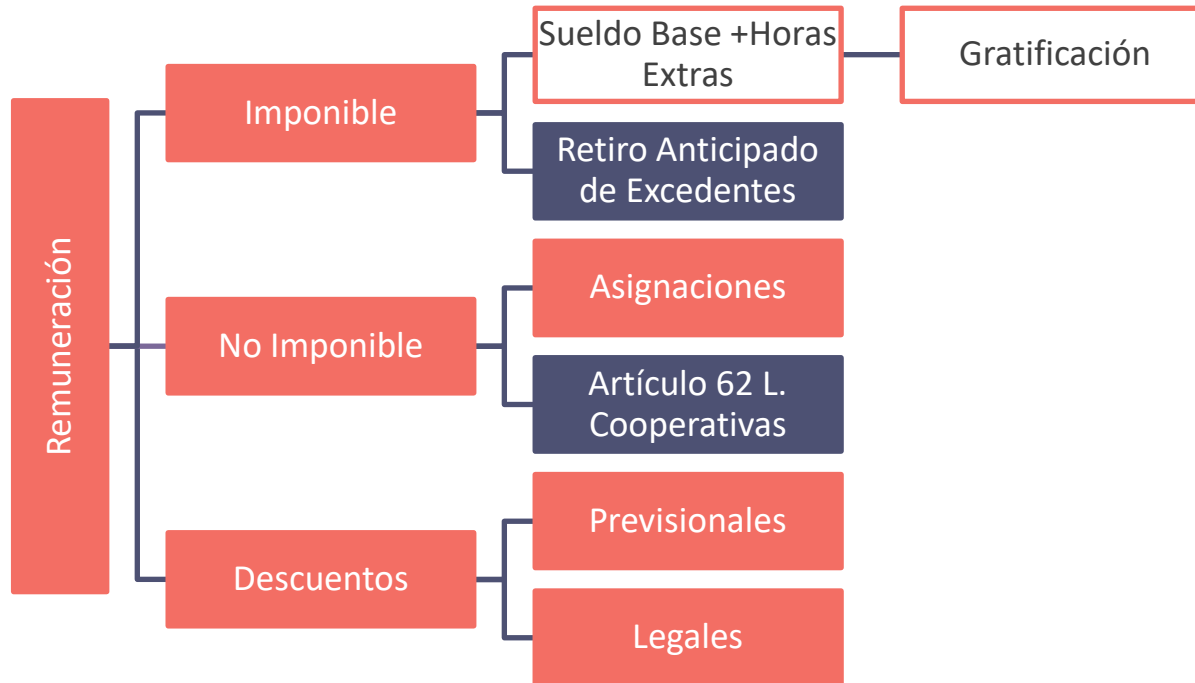 Remuneración
Imponible
Sueldo Base +Horas
Extras
Gratificación
Retiro Anticipado
de Excedentes
No Imponible
Asignaciones
Artículo 62 L.
Cooperativas
Descuentos
Previsionales
Legales